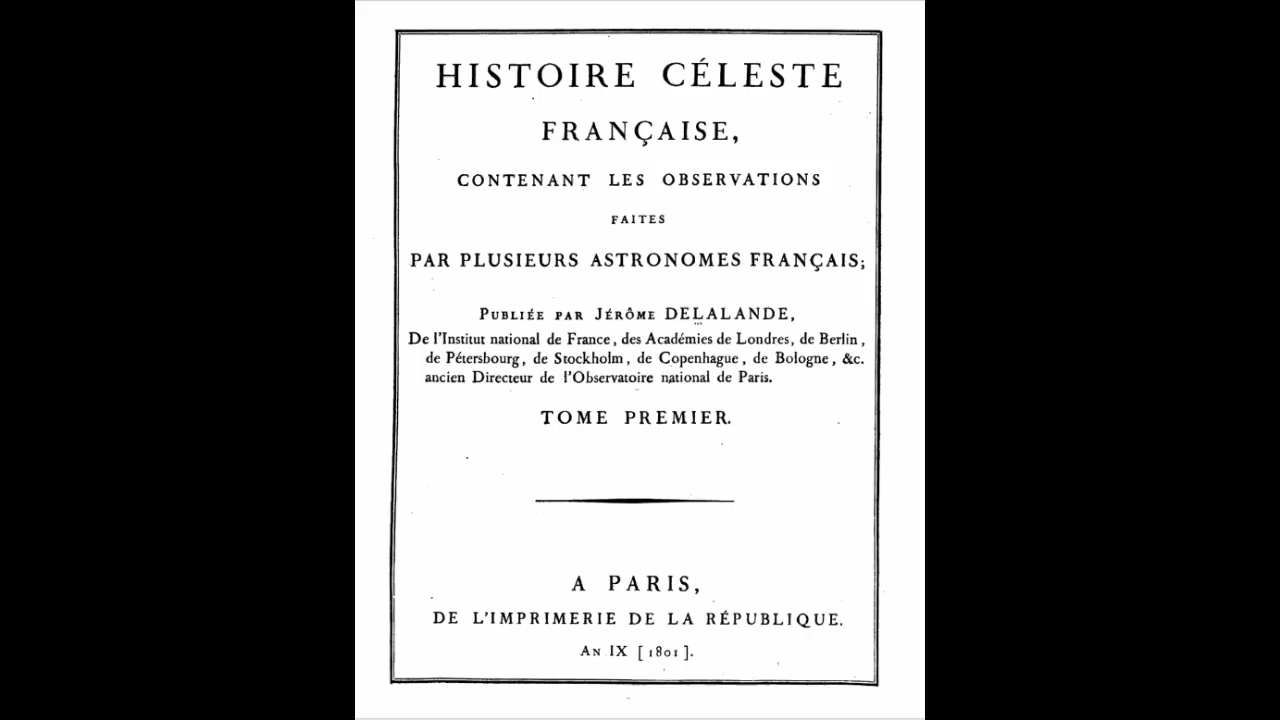 HISTOIRE CÉLESTE
FRANÇAISE,
CONTENANT LES OBSERVATIONS
FAITES
PAR PLUSIEURS ASTRONOMES FRANÇAIS;
PUBLIÉE PAR JÉRÔME DELALANDE,
De l'Institut national de France, des Académies de Londres, de Berlin,
de Pétersbourg, de Stockholm, de Copenhague, de Bologne, &c.
ancien Directeur de l'Observatoire national de Paris.
TOME PREMIER.
A PARIS,
DE L'IMPRIMERIE DE LA RÉPUBLIQUE.
AN IX [1801].